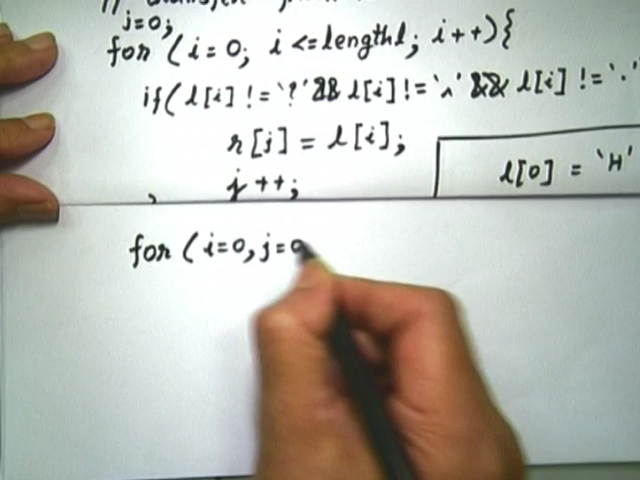 j=0;
for (i=0; i<=lengthl; i++){
if(l[i]!='?'&&l[i]!='^'&&l[i]!='.'
r[j]=l[i];
l[0]='H'
j++;
for (i=0,j=0